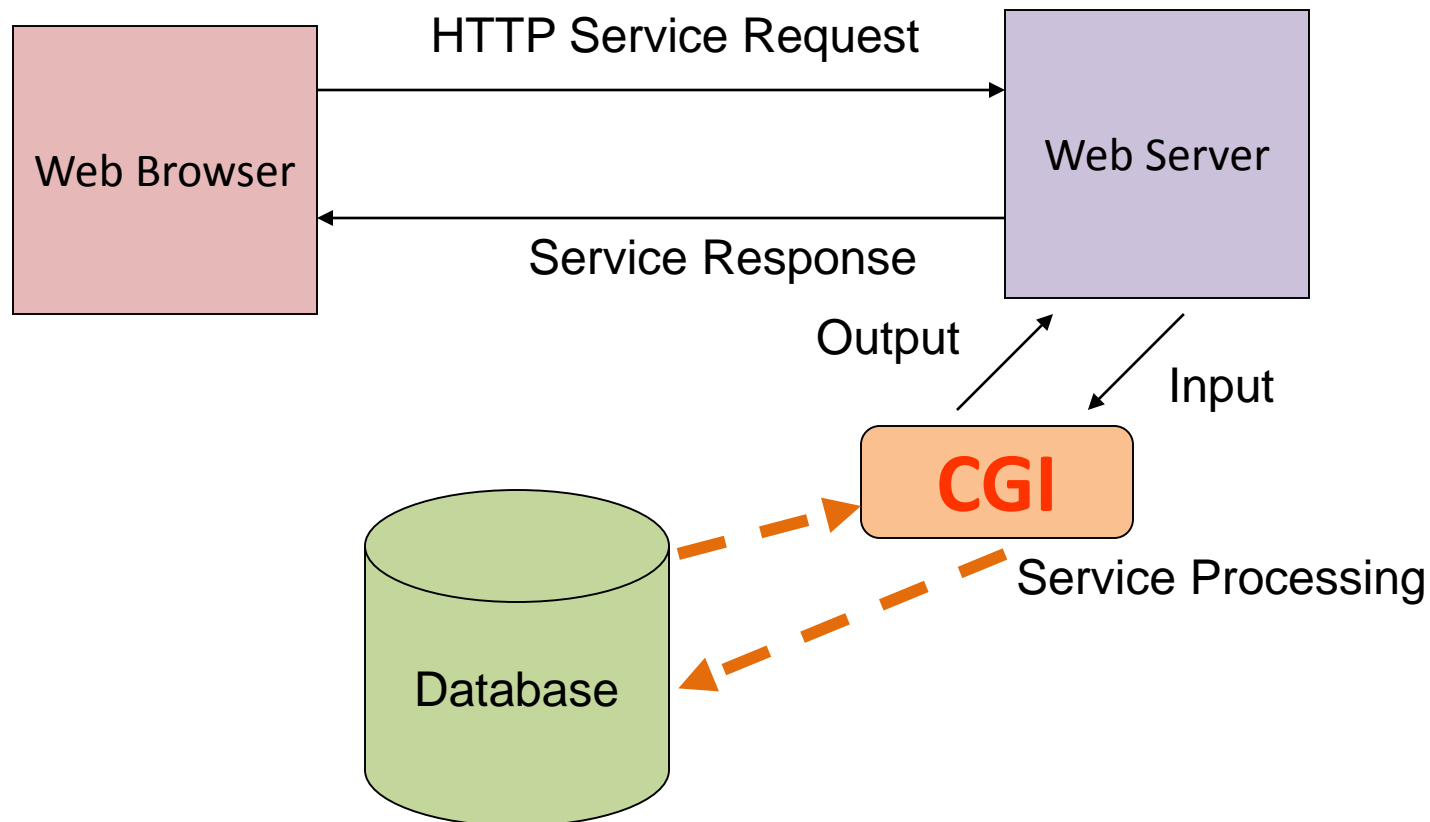 HTTP Service Request
Web Browser
Web Server
Service Response
Output
Input
CGI
Service Processing
Database